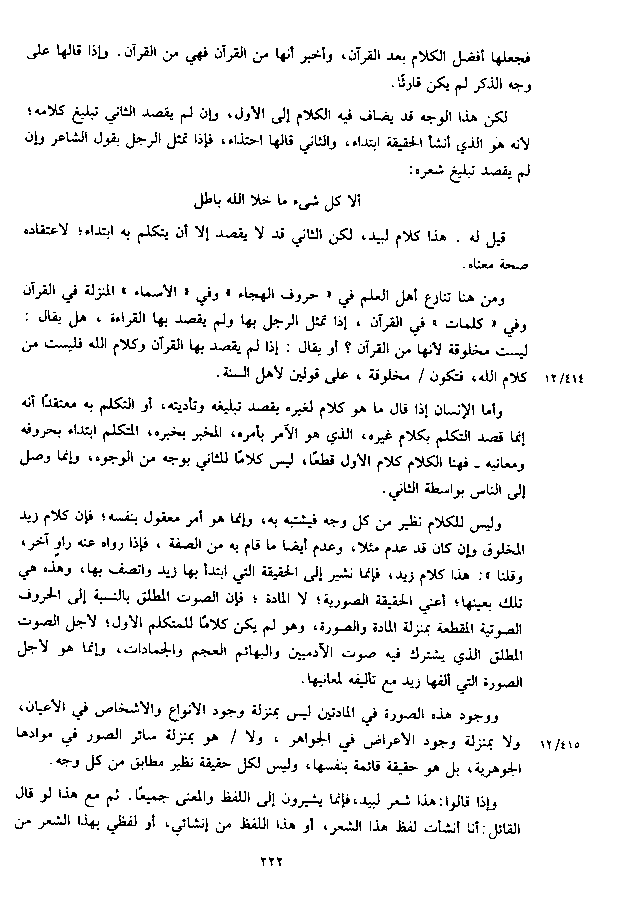 فجعلها أفضل الكلام بعد القرآن، وأخبر أنها من القرآن فهي من القرآن. وإذا قالها على
وجه الذكر لم يكن قارئًا.
لكن هذا الوجه قد يضاف فيه الكلام إلى الأول، وإن لم يقصد الثاني تبليغ كلامه؛
لأنه هو الذي أنشأ الحقيقة ابتداء، والثاني قالها احتذاء، فإذا تمثل الرجل بقول الشاعر وإن
لم يقصد تبليغ شعره:
ألا كل شىء ما خلا الله باطل
قيل له . هذا كلام لبيد، لكن الثاني قد لا يقصد إلا أن يتكلم به ابتداء؛ لاعتقاده
صحة معناه.
ومن هنا تنازع أهل العلم في « حروف الهجاء » وفي « الأسماء » المنزلة في القرآن
وفي « كلمات » في القرآن ، إذا تمثل الرجل بها ولم يقصد بها القراءة ، هل يقال :
ليست مخلوقة لأنها من القرآن ؟ أو يقال : إذا لم يقصد بها القرآن وكلام الله فليست من
كلام الله، فتكون / مخلوقة ، على قولين لأهل السنة. ١٢/٤١٤
وأما الإنسان إذا قال ما هو كلام لغيره يقصد تبليغه وتأديته، أو التكلم به معتقدًا أنه
إنما قصد التكلم بكلام غيره، الذي هو الآمر بأمره، المخبر بخبره، المتكلم ابتداء بحروفه
ومعانيه ـ فهنا الكلام كلام الأول قطعًا، ليس كلامًا للثاني بوجه من الوجوه، وإنما وصل
إلى الناس بواسطة الثاني.
وليس للكلام نظير من كل وجه فيشتبه به، وإنما هو أمر معقول بنفسه؛ فإن كلام زيد
المخلوق وإن كان قد عدم مثلا، وعدم أيضا ما قام به من الصفة ، فإذا رواه عنه راوٍ آخر،
وقلنا »: هذا كلام زيد، فإنما نشير إلى الحقيقة التي ابتدأ بها زيد واتصف بها، وهذه هي
تلك بعينها؛ أعني الحقيقة الصورية؛ لا المادة ؛ فإن الصوت المطلق بالنسبة إلى الحروف
الصوتية المقطعة بمنزلة المادة والصورة، وهو لم يكن كلامًا للمتكلم الأول؛ لأجل الصوت
المطلق الذي يشترك فيه صوت الآدميين والبهائم العجم والجمادات، وإنما هو لأجل
الصورة التي ألفها زيد مع تأليفه لمعانيها.
ووجود هذه الصورة في المادتين ليس بمنزلة وجود الأنواع والأشخاص في الأعيان،
ولا بمنزلة وجود الأعراض في الجواهر ، ولا / هو بمنزلة سائر الصور في موادها ١٢/٤١٥
الجوهرية، بل هو حقيقة قائمة بنفسها، وليس لكل حقيقة نظير مطابق من كل وجه.
وإذا قالوا: هذا شعر لبيد،فإنما يشيرون إلى اللفظ والمعنى جميعًا. ثم مع هذا لو قال
القائل: أنا أنشأت لفظ هذا الشعر، أو هذا اللفظ من إنشائي، أو لفظي بهذا الشعر من
٢٢٢